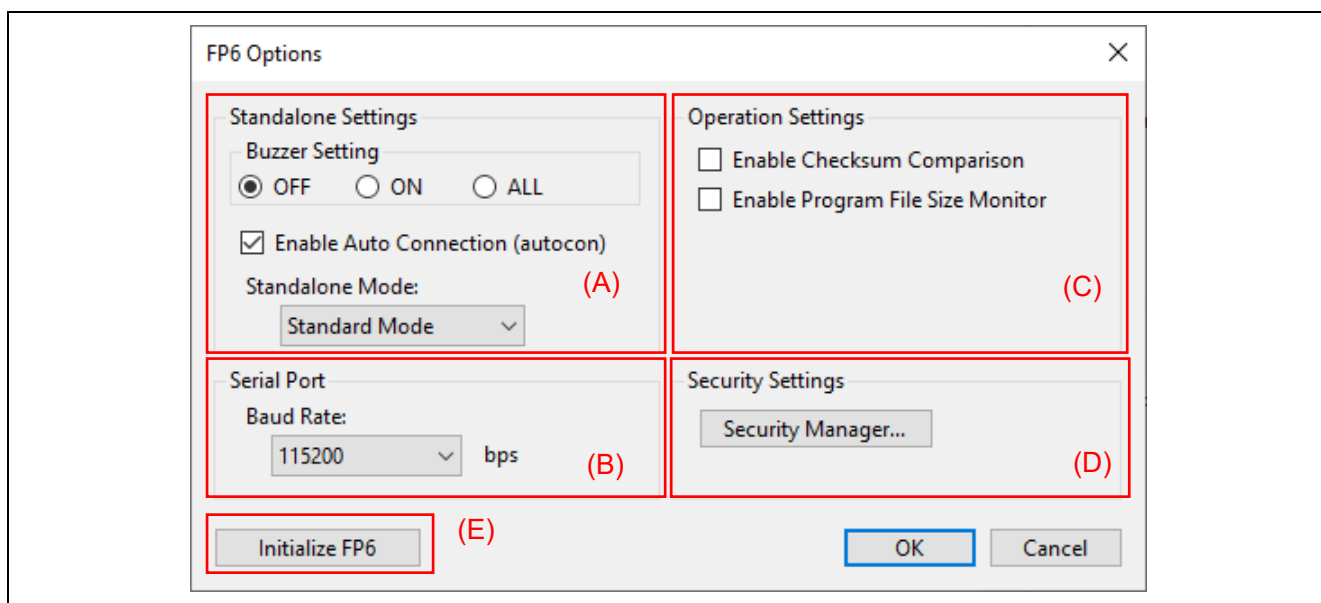 FP6 Options
Standalone Settings
Buzzer Setting
OFF ON ALL
Enable Auto Connection (autocon)
Standalone Mode:
(A)
Standard Mode
Operation Settings
Enable Checksum Comparison
Enable Program File Size Monitor
(C)
Serial Port
Baud Rate:
115200 bps
(B)
Security Settings
Security Manager...
(D)
Initialize FP6
(E)
OK Cancel